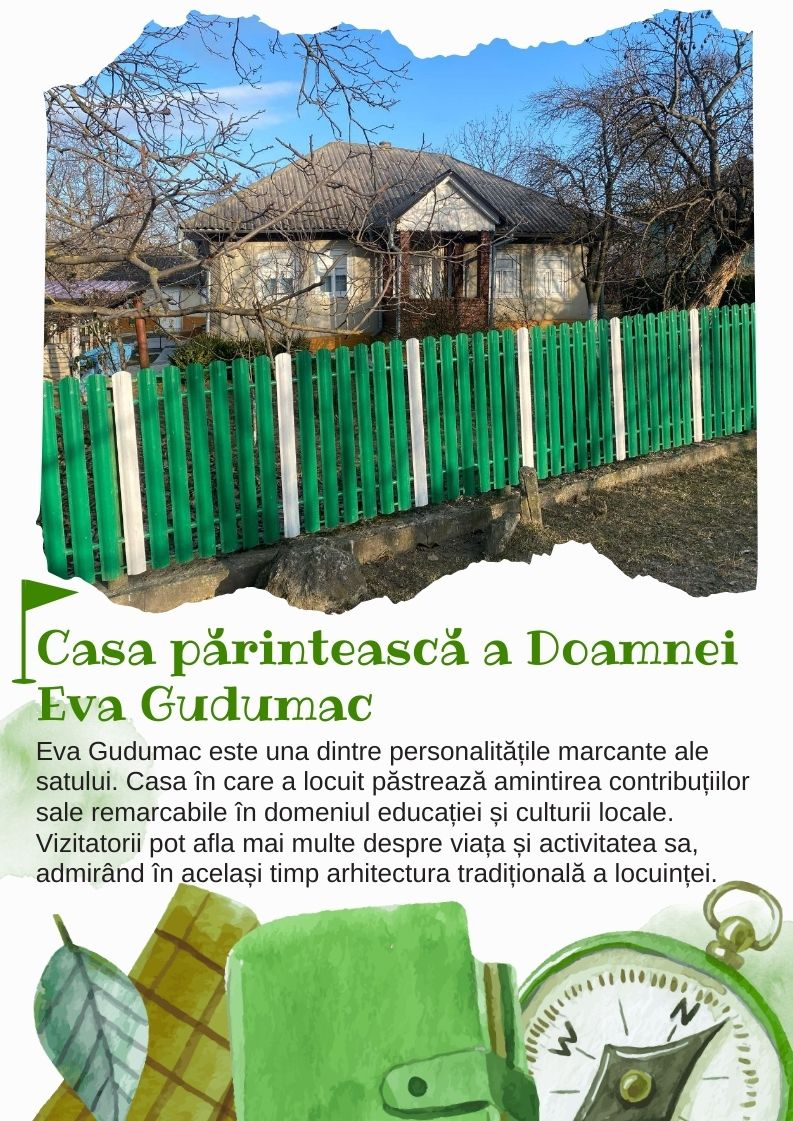 Casa părintească a Doamnei
Eva Gudumac
Eva Gudumac este una dintre personalitățile marcante ale
satului. Casa în care a locuit păstrează amintirea contribuțiilor
sale remarcabile în domeniul educației și culturii locale.
Vizitatorii pot afla mai multe despre viața și activitatea sa,
admirând în același timp arhitectura tradițională a locuinței.
W N